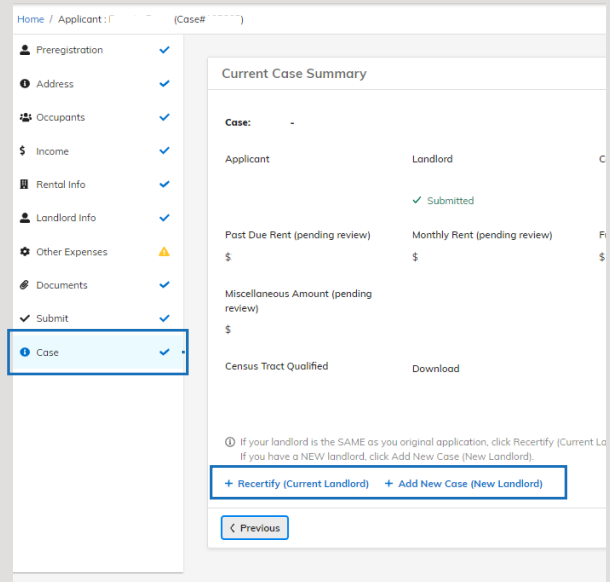 Home / Applicant : (Case# )
Preregistration
Address
Occupants
$ Income
Rental Info
Landlord Info
Other Expenses
Documents
Submit
Case
Current Case Summary
Case: -
Applicant Landlord
Submitted
Past Due Rent (pending review) Monthly Rent (pending review)
$ $ $
Miscellaneous Amount (pending
review)
$
Census Tract Qualified Download
If your landlord is the SAME as you original application, click Recertify (Current
If you have a NEW landlord, click Add New Case (New Landlord).
+ Recertify (Current Landlord) + Add New Case (New Landlord)
Previous